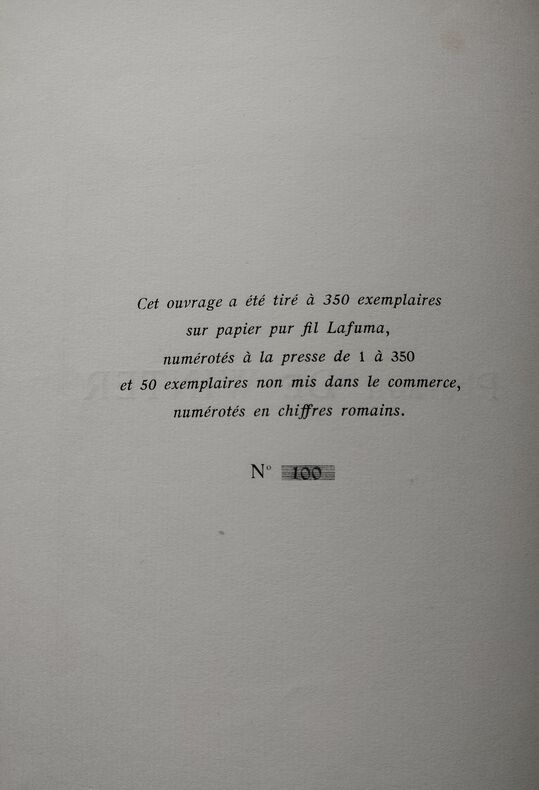 Cet ouvrage a été tiré à 350 exemplaires
sur papier pur fil Lafuma,
numérotés à la presse de 1 à 350
et 50 exemplaires non mis dans le commerce,
numérotés en chiffres romains.
N° 100